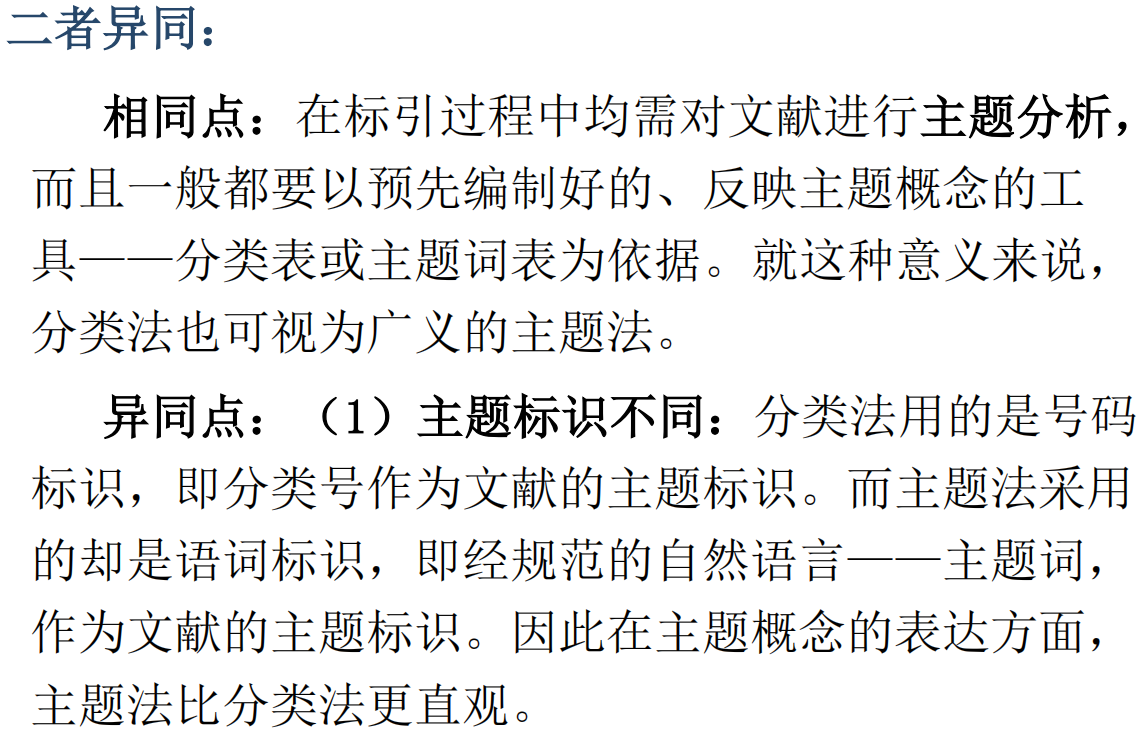 二者异同：
相同点：在标引过程中均需对文献进行主题分析，
而且一般都要以预先编制好的、反映主题概念的工
具——分类表或主题词表为依据。就这种意义来说，
分类法也可视为广义的主题法。
异同点：（1）主题标识不同：分类法用的是号码
标识，即分类号作为文献的主题标识。而主题法采用
的却是语词标识，即经规范的自然语言——主题词，
作为文献的主题标识。因此在主题概念的表达方面，
主题法比分类法更直观。